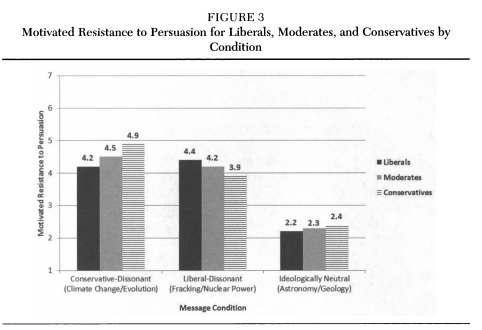 FIGURE 3
Motivated Resistance to Persuasion for Liberals, Moderates, and Conservatives by
Condition
Motivated Resistance to Persuasion
7
6
5
4
3
2
1
4.2
4.5
4.9
4.4
4.2
3.9
2.2
2.3
2.4
Liberals
Moderates
Conservatives
Conservative-Dissonant
(Climate Change/Evolution)
Liberal-Dissonant
(Fracking/Nuclear Power)
Ideologically Neutral
(Astronomy/Geology)
Message Condition